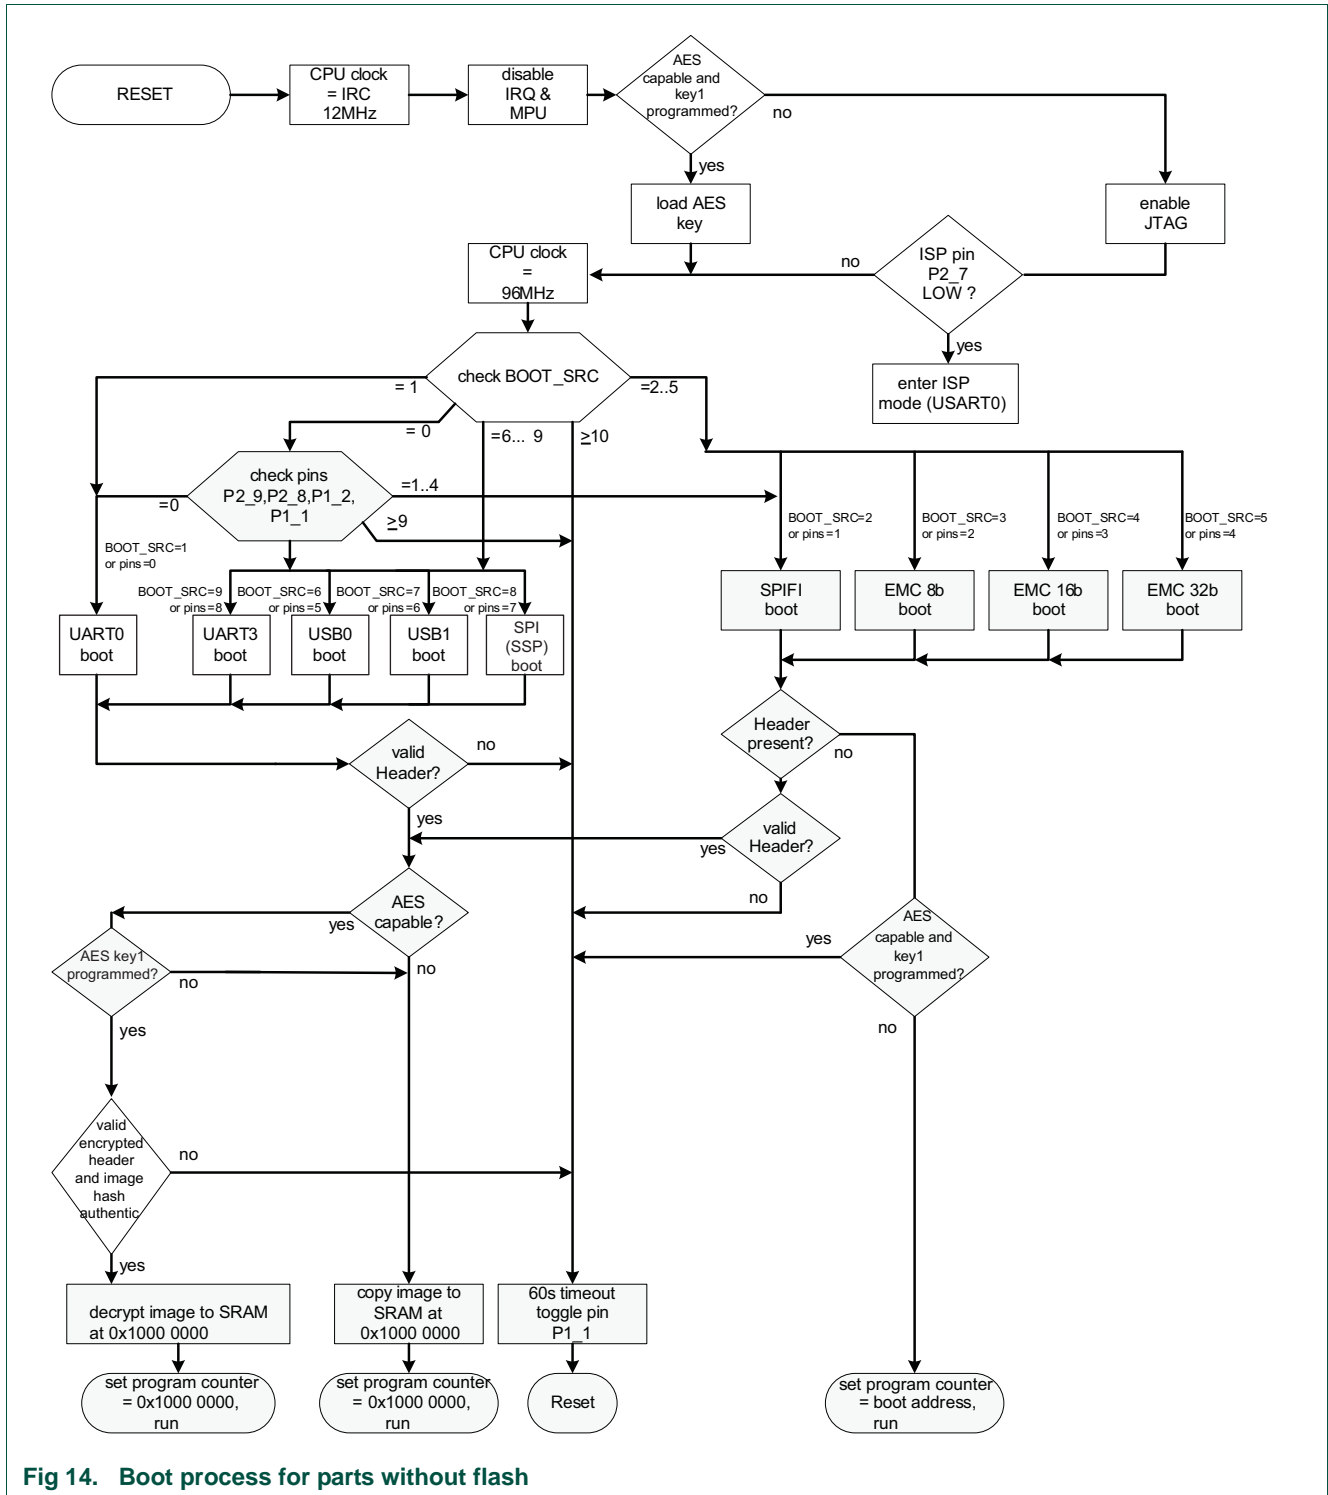 RESET
CPU clock
= IRC
12MHz
disable
IRQ &
MPU
AES
capable and
key1
programmed?
no
yes
load AES
key
enable
JTAG
CPU clock
=
96MHz
no
ISP pin
P2_7
LOW ?
yes
enter ISP
mode (USART0)
check BOOT_SRC
= 1
=2..5
= 0
=6... 9
≥10
check pins
P2_9,P2_8,P1_2,
P1_1
=0
=1..4
≥9
BOOT_SRC=1
or pins=0
BOOT_SRC=9
or pins=8
BOOT_SRC=6
or pins=5
BOOT_SRC=7
or pins=6
BOOT_SRC=8
or pins=7
BOOT_SRC=2
or pins=1
BOOT_SRC=3
or pins=2
BOOT_SRC=4
or pins=3
BOOT_SRC=5
or pins=4
UART0
boot
UART3
boot
USB0
boot
USB1
boot
SPI
(SSP)
boot
SPIFI
boot
EMC 8b
boot
EMC 16b
boot
EMC 32b
boot
valid
Header?
no
yes
Header
present?
no
valid
Header?
yes
no
AES
capable?
yes
no
AES key1
programmed?
no
yes
AES
capable and
key1
programmed?
yes
no
valid
encrypted
header
and image
hash
authentic
no
yes
decrypt image to SRAM
at 0x1000 0000
copy image to
SRAM at
0x1000 0000
60s timeout
toggle pin
P1_1
set program counter
= 0x1000 0000,
run
set program counter
= 0x1000 0000,
run
Reset
set program counter
= boot address,
run
Fig 14. Boot process for parts without flash